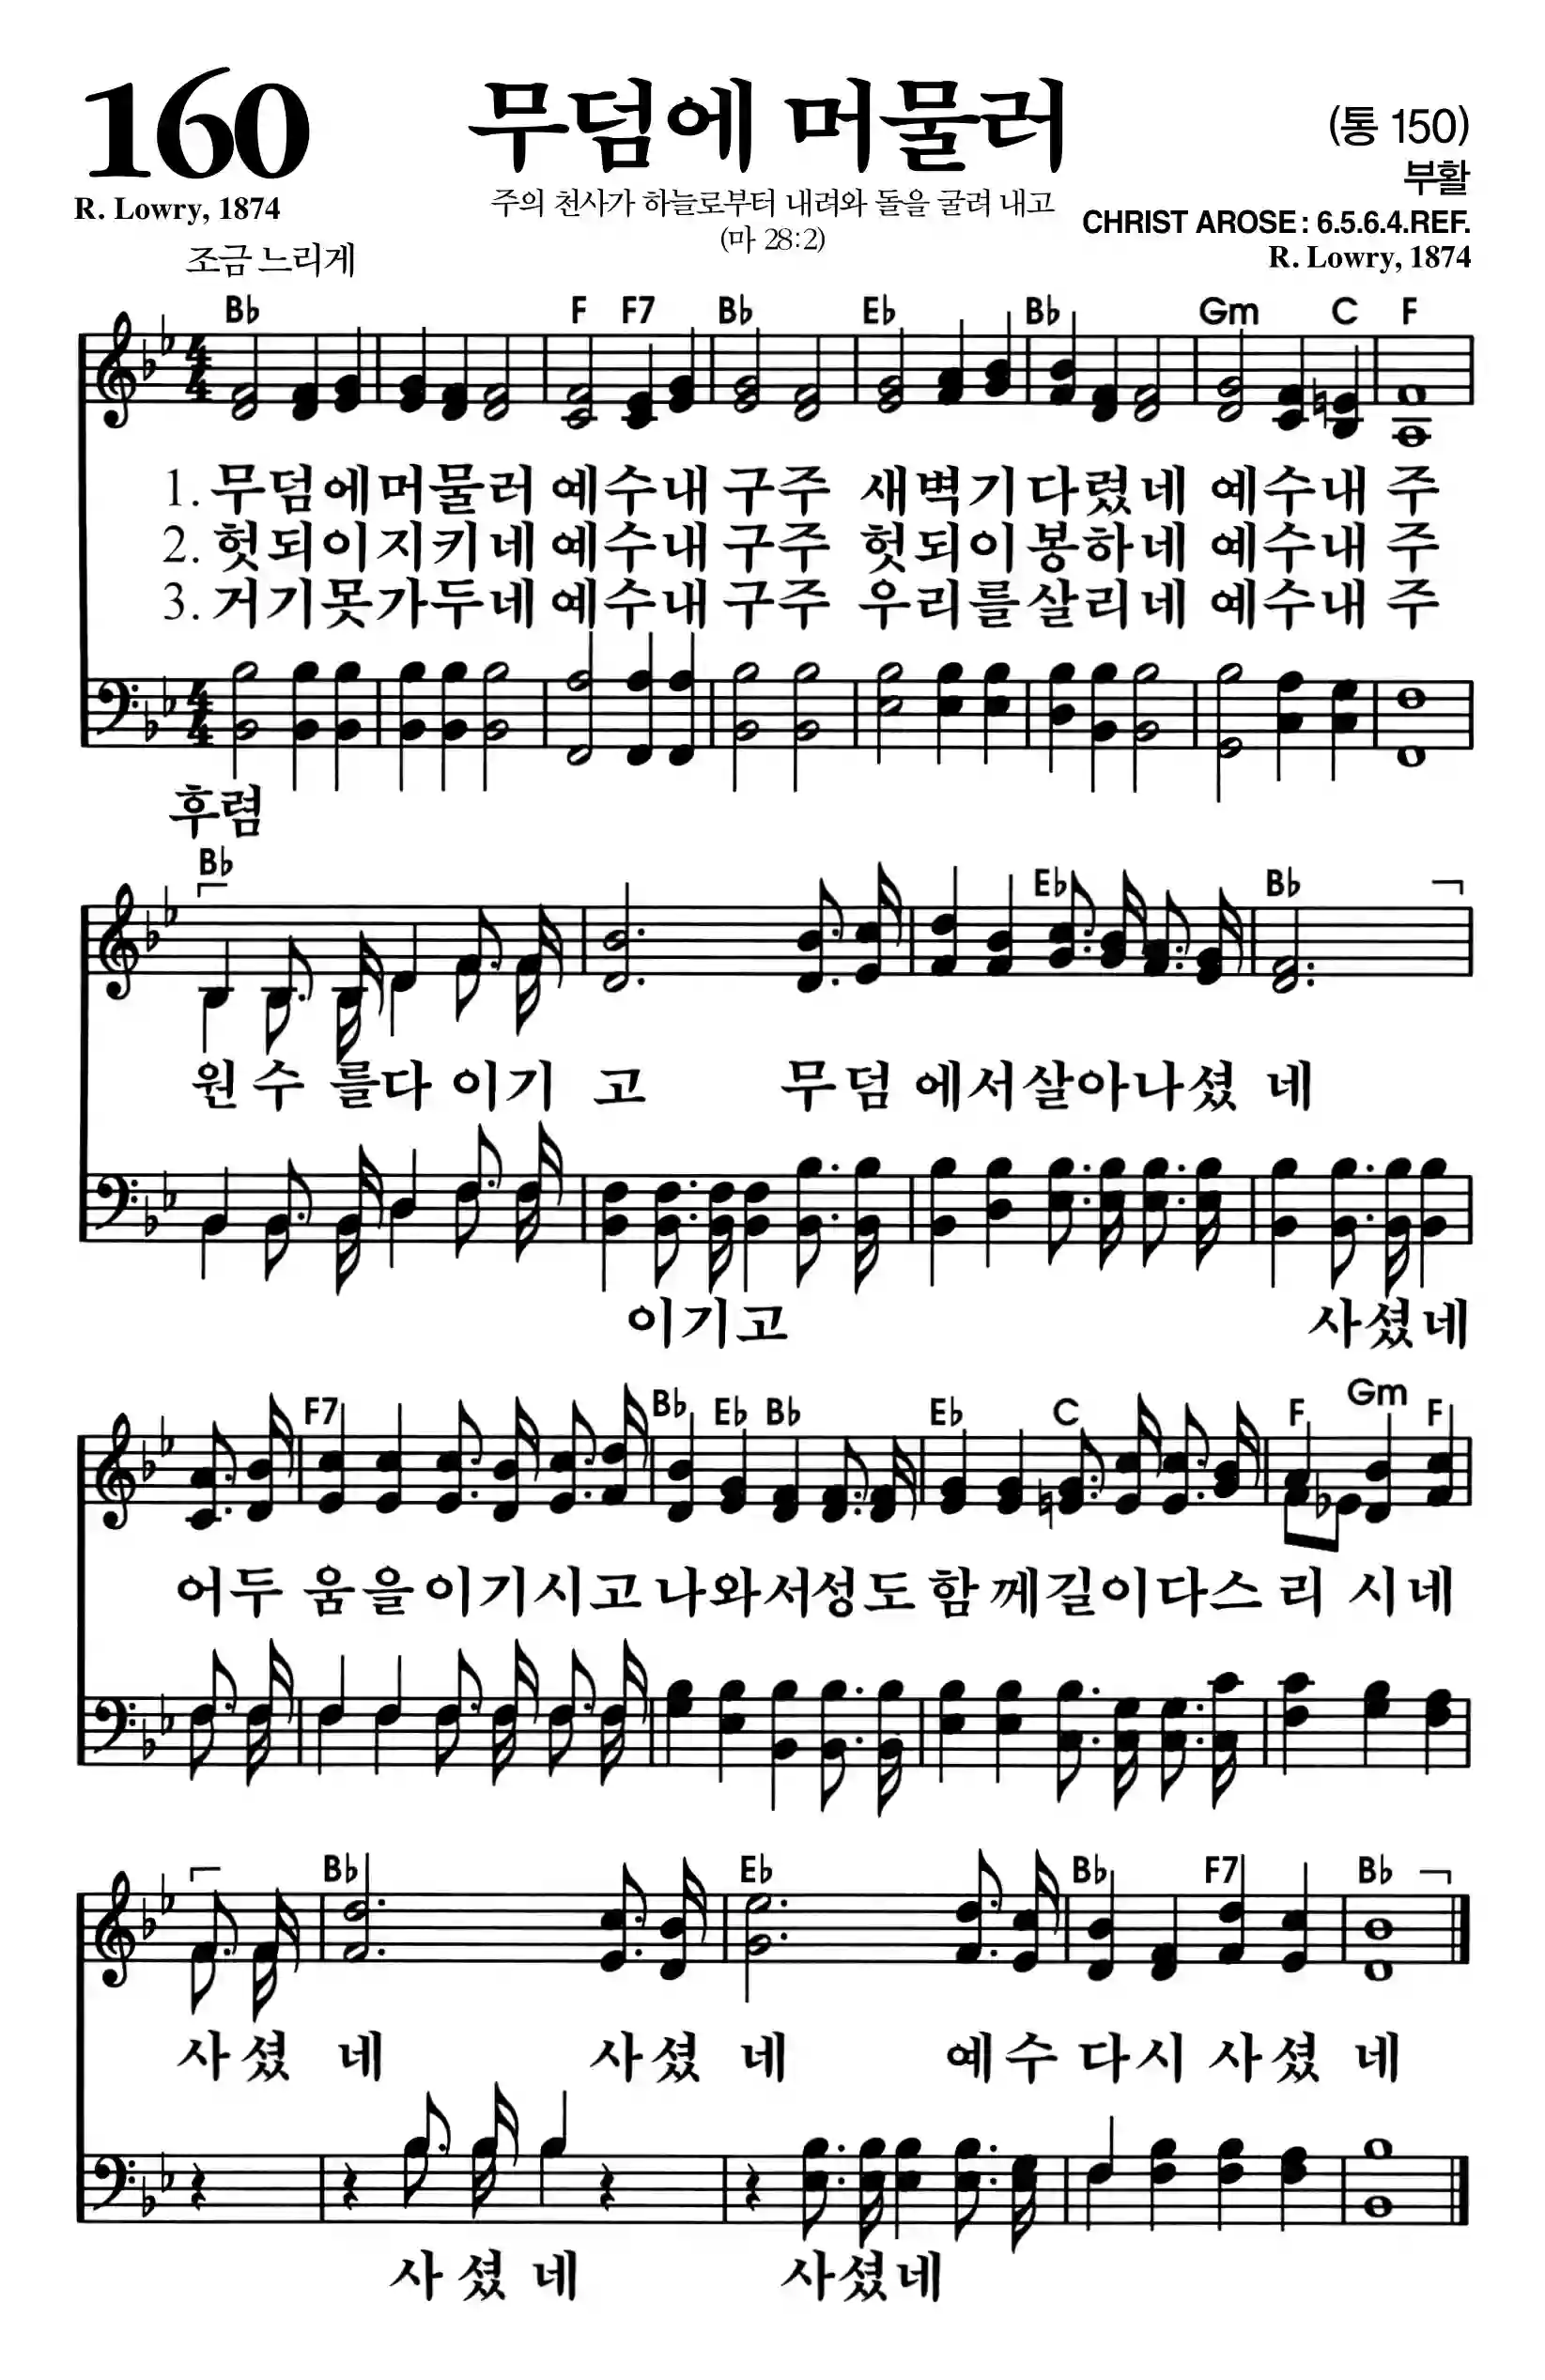 160
무덤에 머물러
(통 150)
부활
R. Lowry, 1874
주의 천사가 하늘로부터 내려와 돌을 굴려 내고
(마 28:2)
CHRIST AROSE : 6.5.6.4.REF.
R. Lowry, 1874
조금 느리게
B♭ F F7 B♭ E♭ B♭ Gm C F
4 4
1. 무덤에머물러 예수내 구주 새벽기다렸네 예수내 주
2. 헛되이지키네 예수내 구주 헛되이봉하네 예수내 주
3. 거기못가두네 예수내 구주 우리를살리네 예수내 주
4 4
후렴
B♭ E♭ B♭
원 수 를다 이기 고 무덤 에서살아나셨 네
이기고 사셨네
F7 B♭ E♭ B♭ E♭ C F Gm F
어두 움을이기시고 나와서성도 함께길이다스 리 시네
B♭ E♭ B♭ F7 B♭
사셨 네 사셨 네 예수 다시 사셨 네
사셨네 사셨네